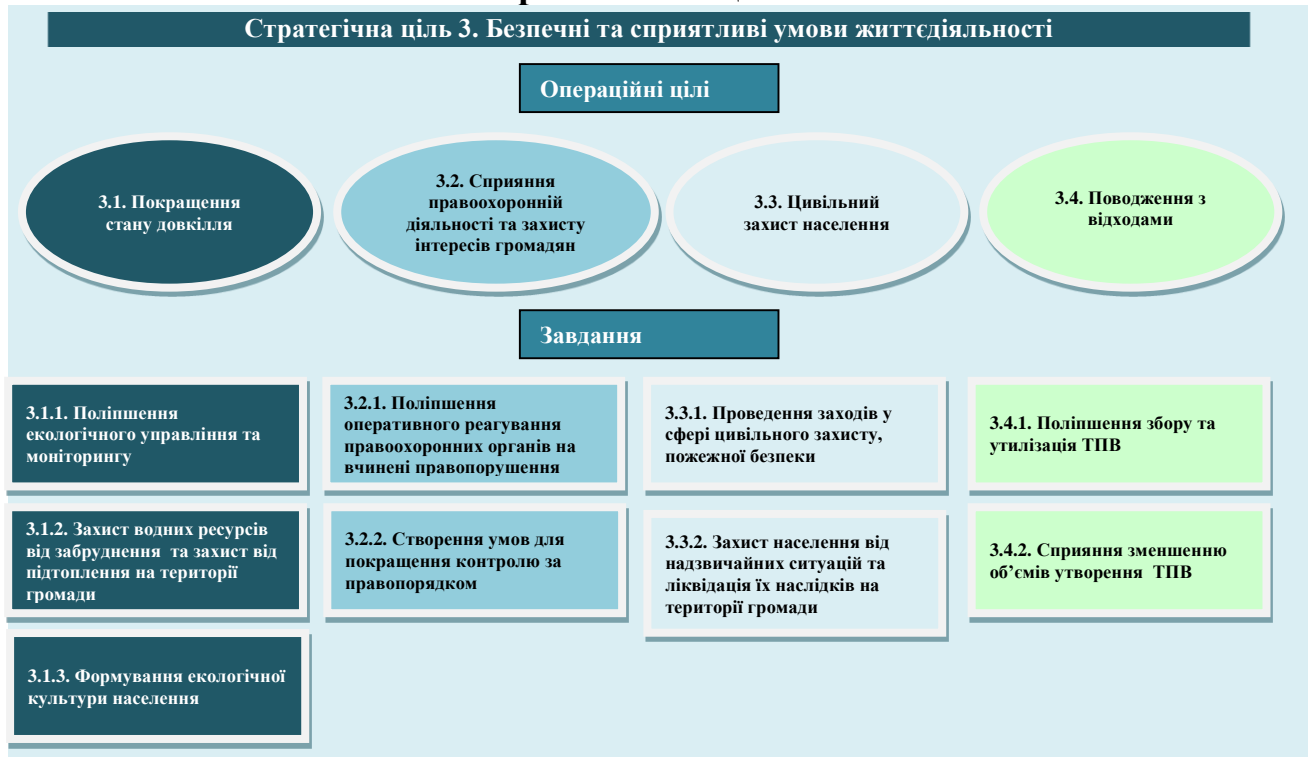 Стратегічна ціль 3. Безпечні та сприятливі умови життєдіяльності
Операційні цілі
3.1. Покращення
стану довкілля
3.2. Сприяння
правоохоронній
діяльності та захисту
інтересів громадян
3.3. Цивільний
захист населення
3.4. Поводження з
відходами
Завдання
3.1.1. Поліпшення
екологічного управління та
моніторингу
3.2.1. Поліпшення
оперативного реагування
правоохоронних органів на
вчинені правопорушення
3.3.1. Проведення заходів у
сфері цивільного захисту,
пожежної безпеки
3.4.1. Поліпшення збору та
утилізація ТПВ
3.1.2. Захист водних ресурсів
від забруднення та захист від
підтоплення на території
громади
3.2.2. Створення умов для
покращення контролю за
правопорядком
3.3.2. Захист населення від
надзвичайних ситуацій та
ліквідація їх наслідків на
території громади
3.4.2. Сприяння зменшенню
об’ємів утворення ТПВ
3.1.3. Формування екологічної
культури населення